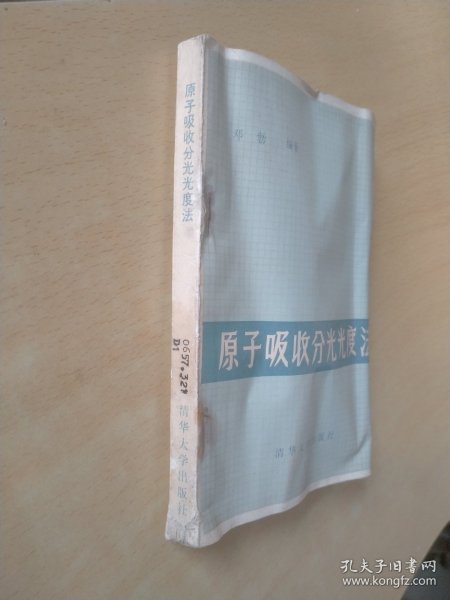 原子吸收分光光度法
O657.329
D1
清华大学出版社
邓勃 编著
原子吸收分光光度法
清华大学出版社
孔夫子旧书网
www.kongfz.com